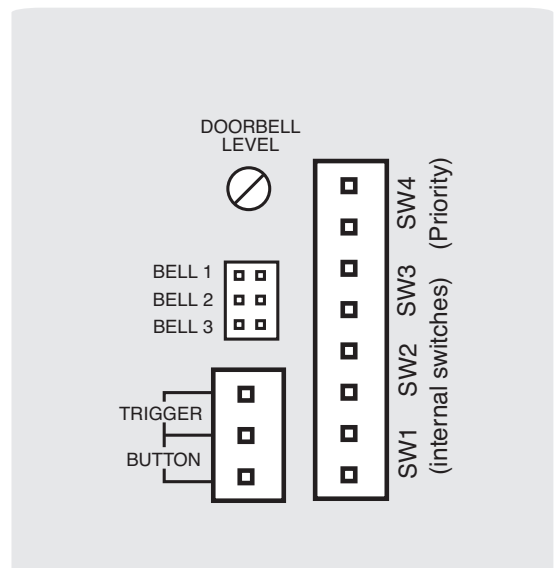 DOORBELL
LEVEL
BELL 1
BELL 2
BELL 3
TRIGGER
BUTTON
SW4
(Priority)
SW3
SW2
SW1
(internal switches)